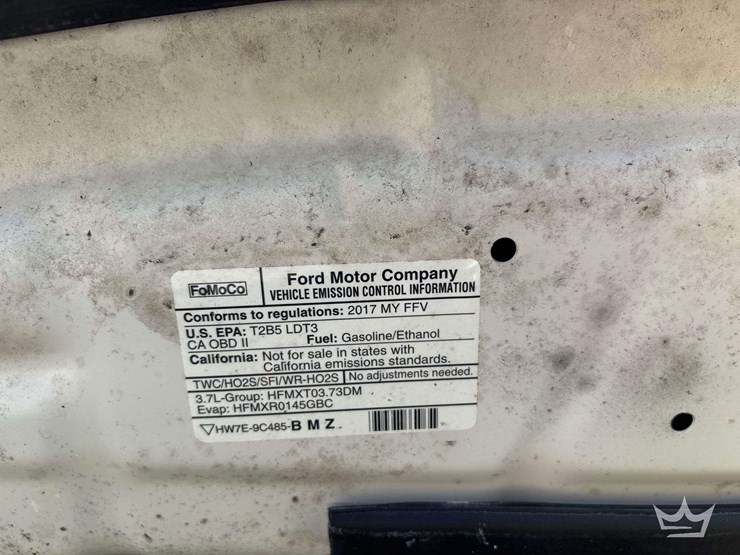 FoMoCo
Ford Motor Company
VEHICLE EMISSION CONTROL INFORMATION
Conforms to regulations: 2017 MY FFV
U.S. EPA: T2B5 LDT3
CA OBD II Fuel: Gasoline/Ethanol
California: Not for sale in states with
California emissions standards.
TWC/HO2S/SFI/WR-HO2S No adjustments needed.
3.7L-Group: HFMXT03.73DM
Evap: HFMXR0145GBC
HW7E-9C485-B M Z